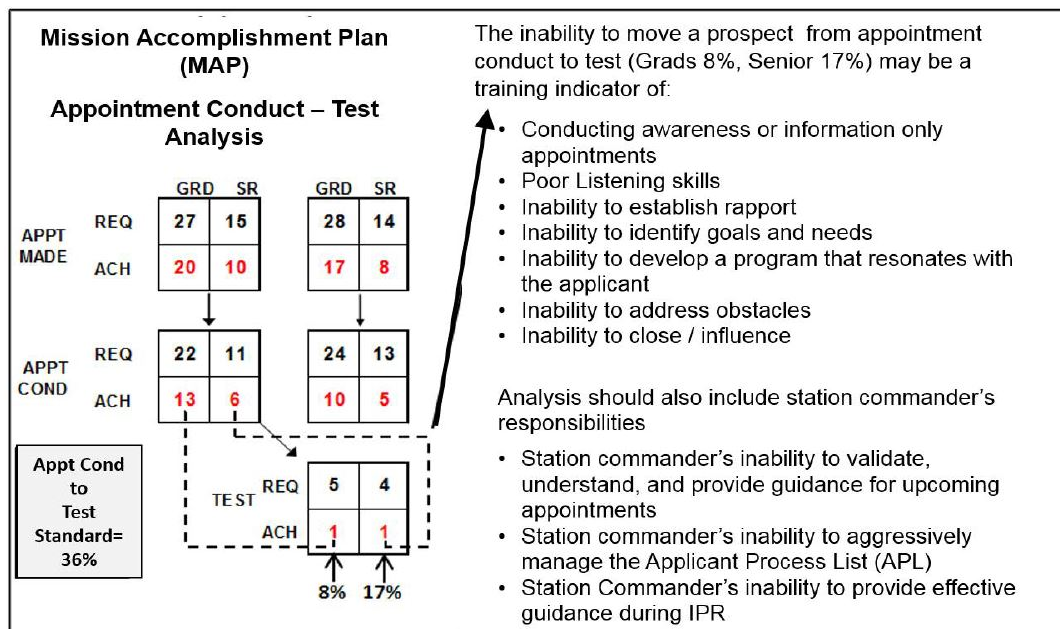 Mission Accomplishment Plan
(MAP)
Appointment Conduct – Test
Analysis
GRD SR GRD SR
APPT
MADE
REQ 27 15 28 14
ACH 20 10 17 8
APPT
COND
REQ 22 11 24 13
ACH 13 6 10 5
Appt Cond
to
Test
Standard=
36%
TEST
REQ 5 4
ACH 1 1
8% 17%
The inability to move a prospect from appointment
conduct to test (Grads 8%, Senior 17%) may be a
training indicator of:
• Conducting awareness or information only
appointments
• Poor Listening skills
• Inability to establish rapport
• Inability to identify goals and needs
• Inability to develop a program that resonates with
the applicant
• Inability to address obstacles
• Inability to close / influence
Analysis should also include station commander’s
responsibilities
• Station commander’s inability to validate,
understand, and provide guidance for upcoming
appointments
• Station commander’s inability to aggressively
manage the Applicant Process List (APL)
• Station Commander’s inability to provide effective
guidance during IPR